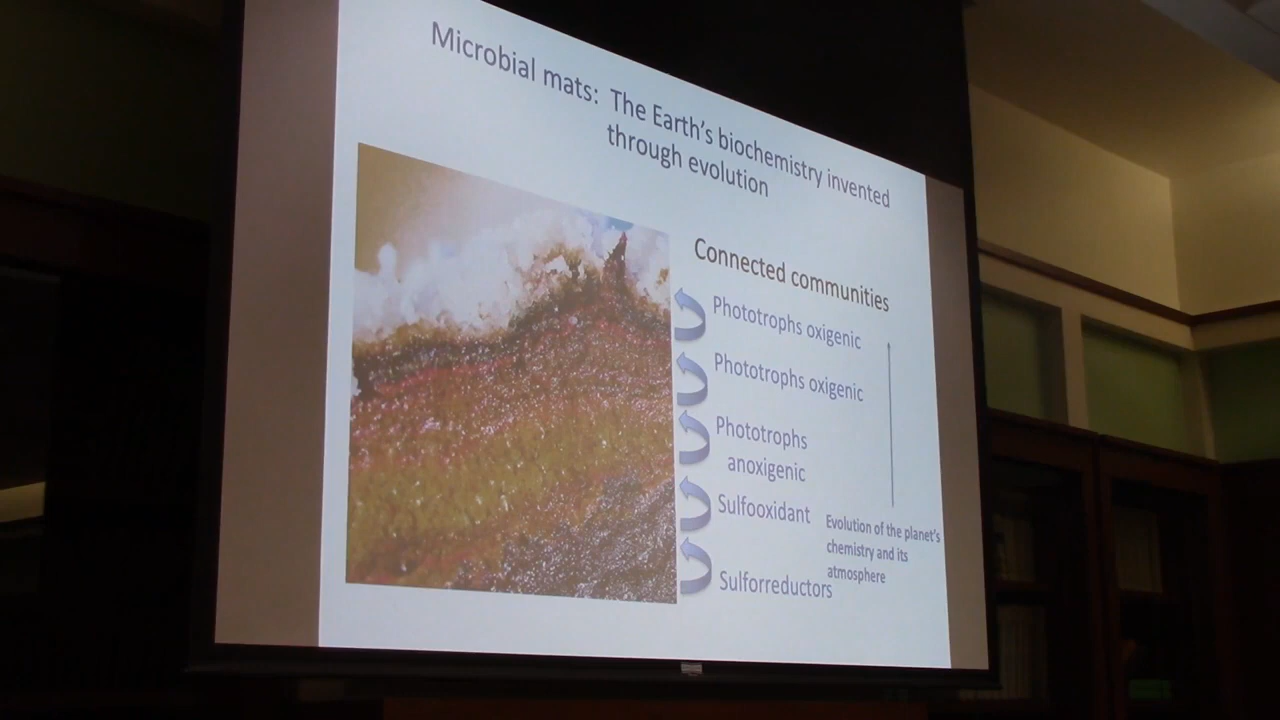 Microbial mats: The Earth's biochemistry invented
through evolution
Connected communities
Phototrophs oxigenic
Phototrophs oxigenic
Phototrophs
anoxigenic
Sulfooxidant
Sulforreductors
Evolution of the planet's
chemistry and its
atmosphere